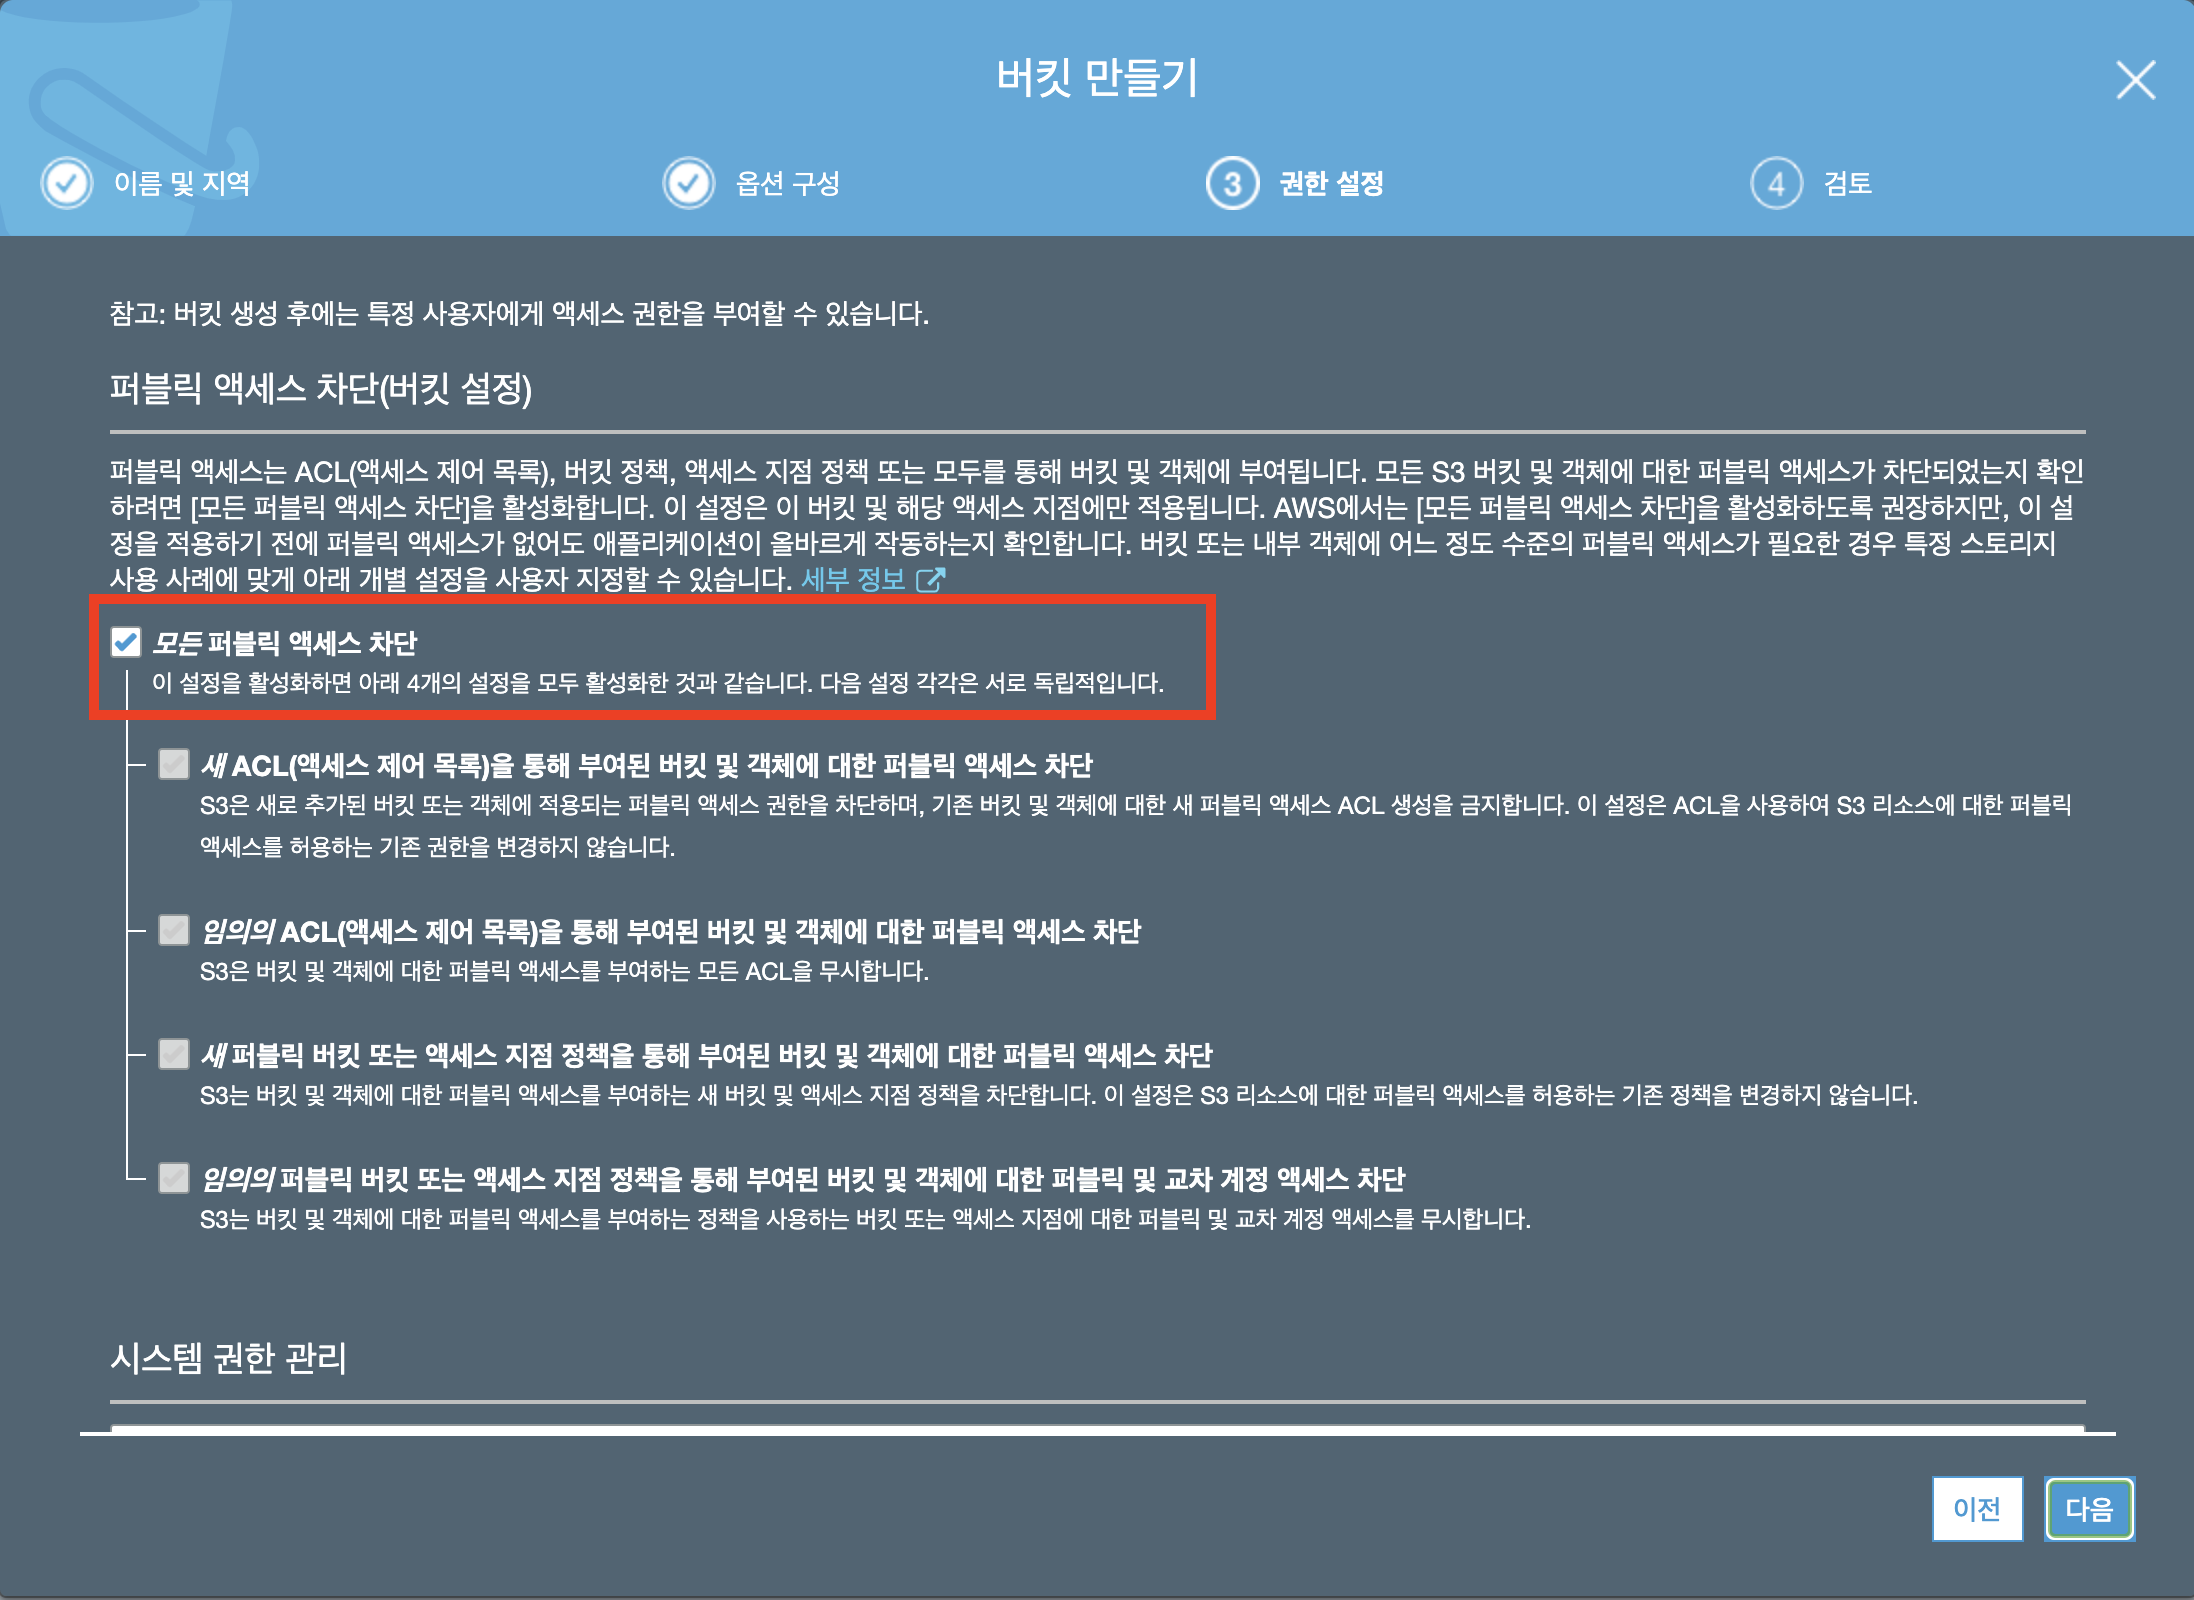 버킷 만들기
이름 및 지역
옵션 구성
3 권한 설정
4 검토
참고: 버킷 생성 후에는 특정 사용자에게 액세스 권한을 부여할 수 있습니다.
퍼블릭 액세스 차단(버킷 설정)
퍼블릭 액세스는 ACL(액세스 제어 목록), 버킷 정책, 액세스 지점 정책 또는 모두를 통해 버킷 및 객체에 부여됩니다. 모든 S3 버킷 및 객체에 대한 퍼블릭 액세스가 차단되었는지 확인
하려면 [모든 퍼블릭 액세스 차단]을 활성화합니다. 이 설정은 이 버킷 및 해당 액세스 지점에만 적용됩니다. AWS에서는 [모든 퍼블릭 액세스 차단]을 활성화하도록 권장하지만, 이 설
정을 적용하기 전에 퍼블릭 액세스가 없어도 애플리케이션이 올바르게 작동하는지 확인합니다. 버킷 또는 내부 객체에 어느 정도 수준의 퍼블릭 액세스가 필요한 경우 특정 스토리지
사용 사례에 맞게 아래 개별 설정을 사용자 지정할 수 있습니다. 세부 정보
모든 퍼블릭 액세스 차단
이 설정을 활성화하면 아래 4개의 설정을 모두 활성화한 것과 같습니다. 다음 설정 각각은 서로 독립적입니다.
새 ACL(액세스 제어 목록)을 통해 부여된 버킷 및 객체에 대한 퍼블릭 액세스 차단
S3은 새로 추가된 버킷 또는 객체에 적용되는 퍼블릭 액세스 권한을 차단하며, 기존 버킷 및 객체에 대한 새 퍼블릭 액세스 ACL 생성을 금지합니다. 이 설정은 ACL을 사용하여 S3 리소스에 대한 퍼블릭
액세스를 허용하는 기존 권한을 변경하지 않습니다.
임의의 ACL(액세스 제어 목록)을 통해 부여된 버킷 및 객체에 대한 퍼블릭 액세스 차단
S3은 버킷 및 객체에 대한 퍼블릭 액세스를 부여하는 모든 ACL을 무시합니다.
새 퍼블릭 버킷 또는 액세스 지점 정책을 통해 부여된 버킷 및 객체에 대한 퍼블릭 액세스 차단
S3는 버킷 및 객체에 대한 퍼블릭 액세스를 부여하는 새 버킷 및 액세스 지점 정책을 차단합니다. 이 설정은 S3 리소스에 대한 퍼블릭 액세스를 허용하는 기존 정책을 변경하지 않습니다.
임의의 퍼블릭 버킷 또는 액세스 지점 정책을 통해 부여된 버킷 및 객체에 대한 퍼블릭 및 교차 계정 액세스 차단
S3는 버킷 및 객체에 대한 퍼블릭 액세스를 부여하는 정책을 사용하는 버킷 또는 액세스 지점에 대한 퍼블릭 및 교차 계정 액세스를 무시합니다.
시스템 권한 관리
이전
다음